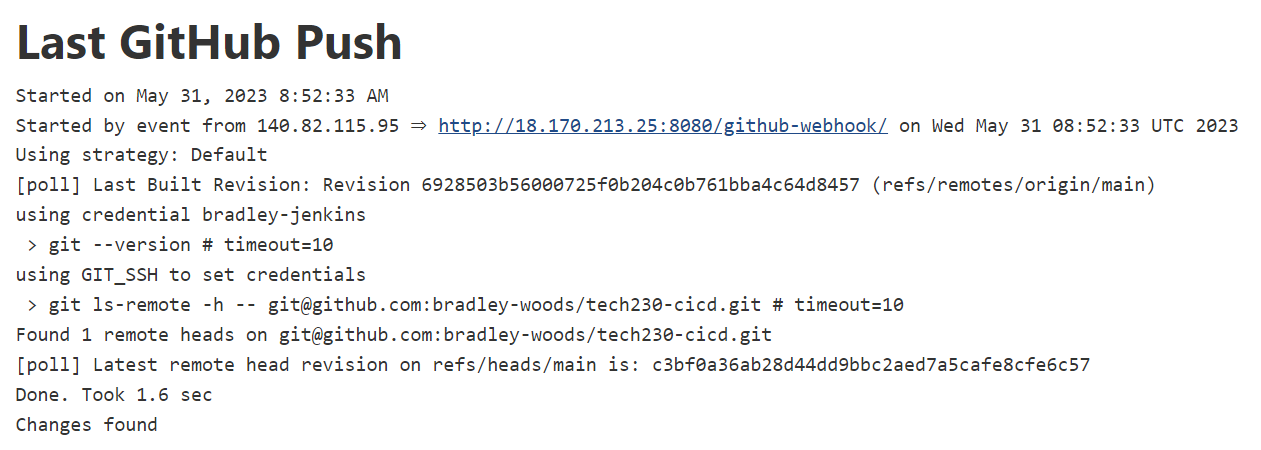 Last GitHub Push
Started on May 31, 2023 8:52:33 AM
Started by event from 140.82.115.95 ⇒ http://18.170.213.25:8080/github-webhook/ on Wed May 31 08:52:33 UTC 2023
Using strategy: Default
[poll] Last Built Revision: Revision 6928503b56000725f0b204c0b761bba4c64d8457 (refs/remotes/origin/main)
using credential bradley-jenkins
 > git --version # timeout=10
using GIT_SSH to set credentials
 > git ls-remote -h -- git@github.com:bradley-woods/tech230-cicd.git # timeout=10
Found 1 remote heads on git@github.com:bradley-woods/tech230-cicd.git
[poll] Latest remote head revision on refs/heads/main is: c3bf0a36ab28d44dd9bbc2aed7a5cafe8cfe6c57
Done. Took 1.6 sec
Changes found